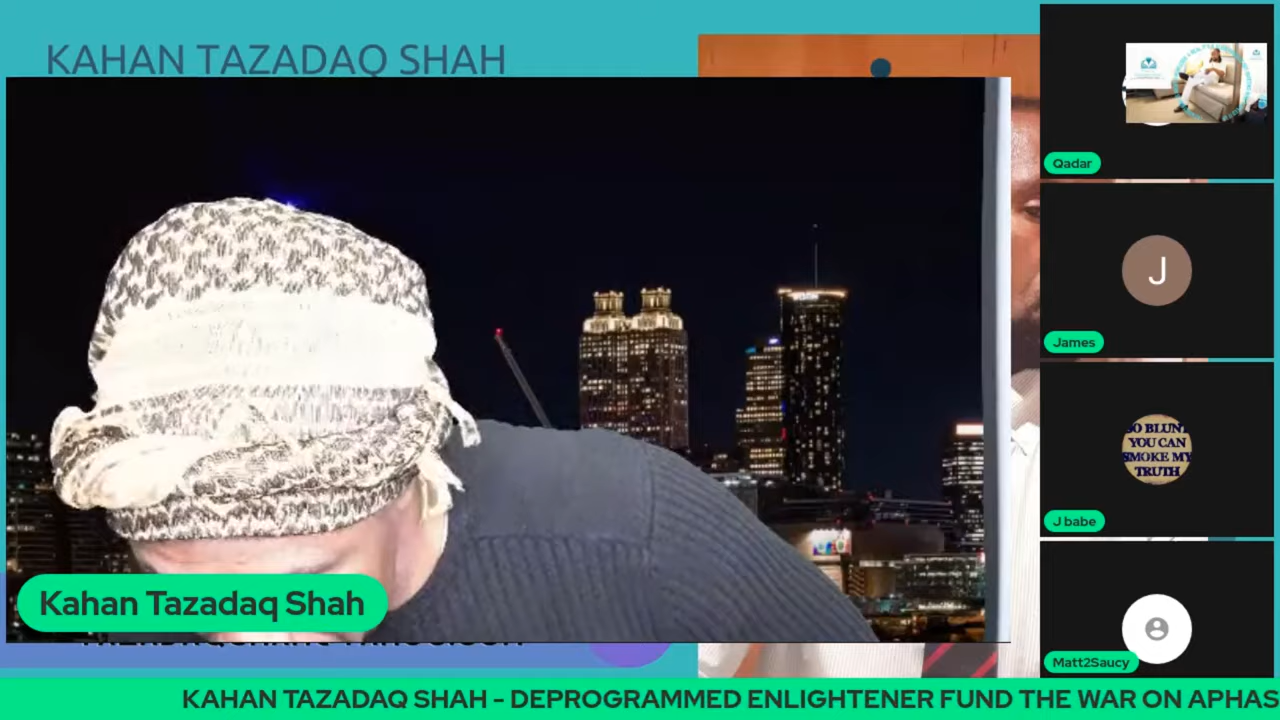 KAHAN TAZADAQ SHAH
Qadar
J
James
SO BLUNT
YOU CAN
SMOKE MY
TRUTH
J babe
Kahan Tazadaq Shah
Matt2Saucy
KAHAN TAZADAQ SHAH - DEPROGRAMMED ENLIGHTENER FUND THE WAR ON APHAS